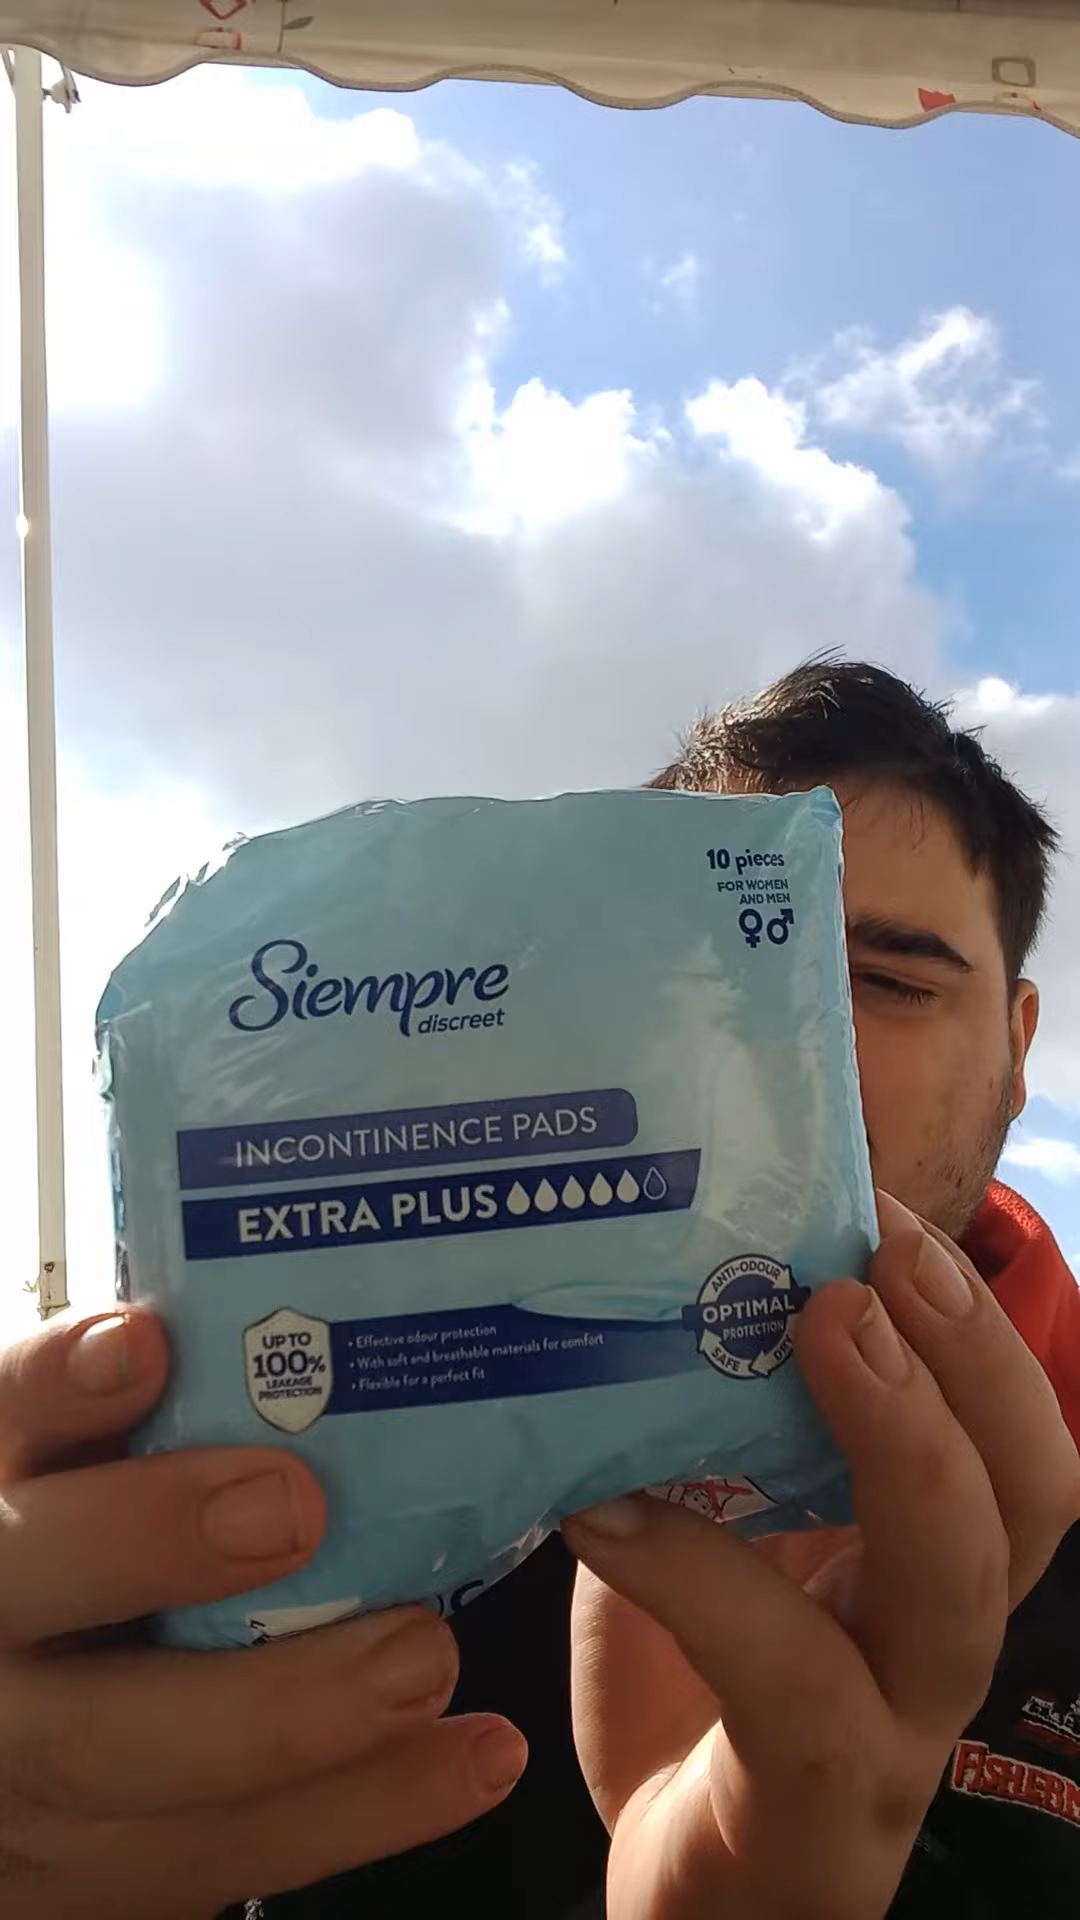 10 pieces
FOR WOMEN
AND MEN
Siempre
discreet
INCONTINENCE PADS
EXTRA PLUS
UP TO
100%
LEAKAGE
PROTECTION
• Effective odour protection
• With soft and breathable materials for comfort
• Flexible for a perfect fit
ANTI-ODOUR
OPTIMAL
PROTECTION
SAFE
DRY